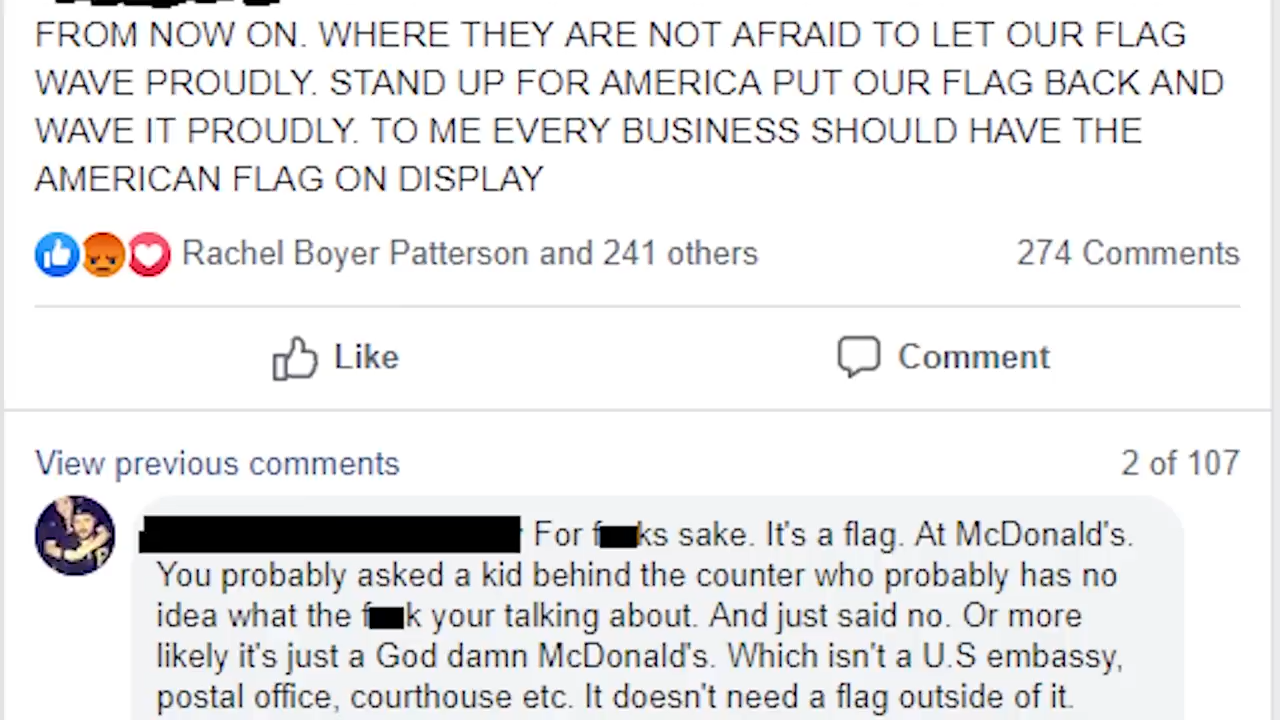 FROM NOW ON. WHERE THEY ARE NOT AFRAID TO LET OUR FLAG
WAVE PROUDLY. STAND UP FOR AMERICA PUT OUR FLAG BACK AND
WAVE IT PROUDLY. TO ME EVERY BUSINESS SHOULD HAVE THE
AMERICAN FLAG ON DISPLAY
Rachel Boyer Patterson and 241 others
274 Comments
Like
Comment
View previous comments
2 of 107
For f ks sake. It's a flag. At McDonald's.
You probably asked a kid behind the counter who probably has no
idea what the f k your talking about. And just said no. Or more
likely it's just a God damn McDonald's. Which isn't a U.S embassy,
postal office, courthouse etc. It doesn't need a flag outside of it.